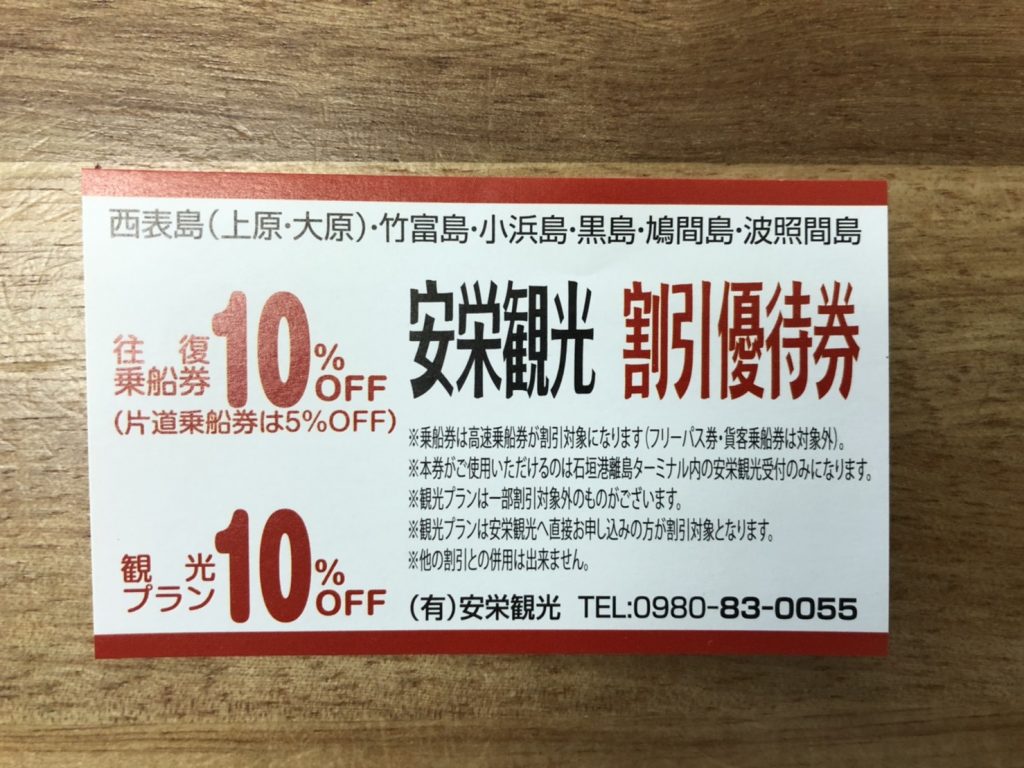 西表島(上原・大原)・竹富島・小浜島・黒島・鳩間島・波照間島
安栄観光 割引優待券
往復
乗船券
10%OFF
(片道乗船券は5%OFF)
観光
プラン
10%OFF
※乗船券は高速乗船券が割引対象になります(フリーパス券・貨客乗船券は対象外)。
※本券がご使用いただけるのは石垣港離島ターミナル内の安栄観光受付のみになります。
※観光プランは一部割引対象外のものがございます。
※観光プランは安栄観光へ直接お申し込みの方が割引対象となります。
※他の割引との併用は出来ません。
(有)安栄観光 TEL:0980-83-0055